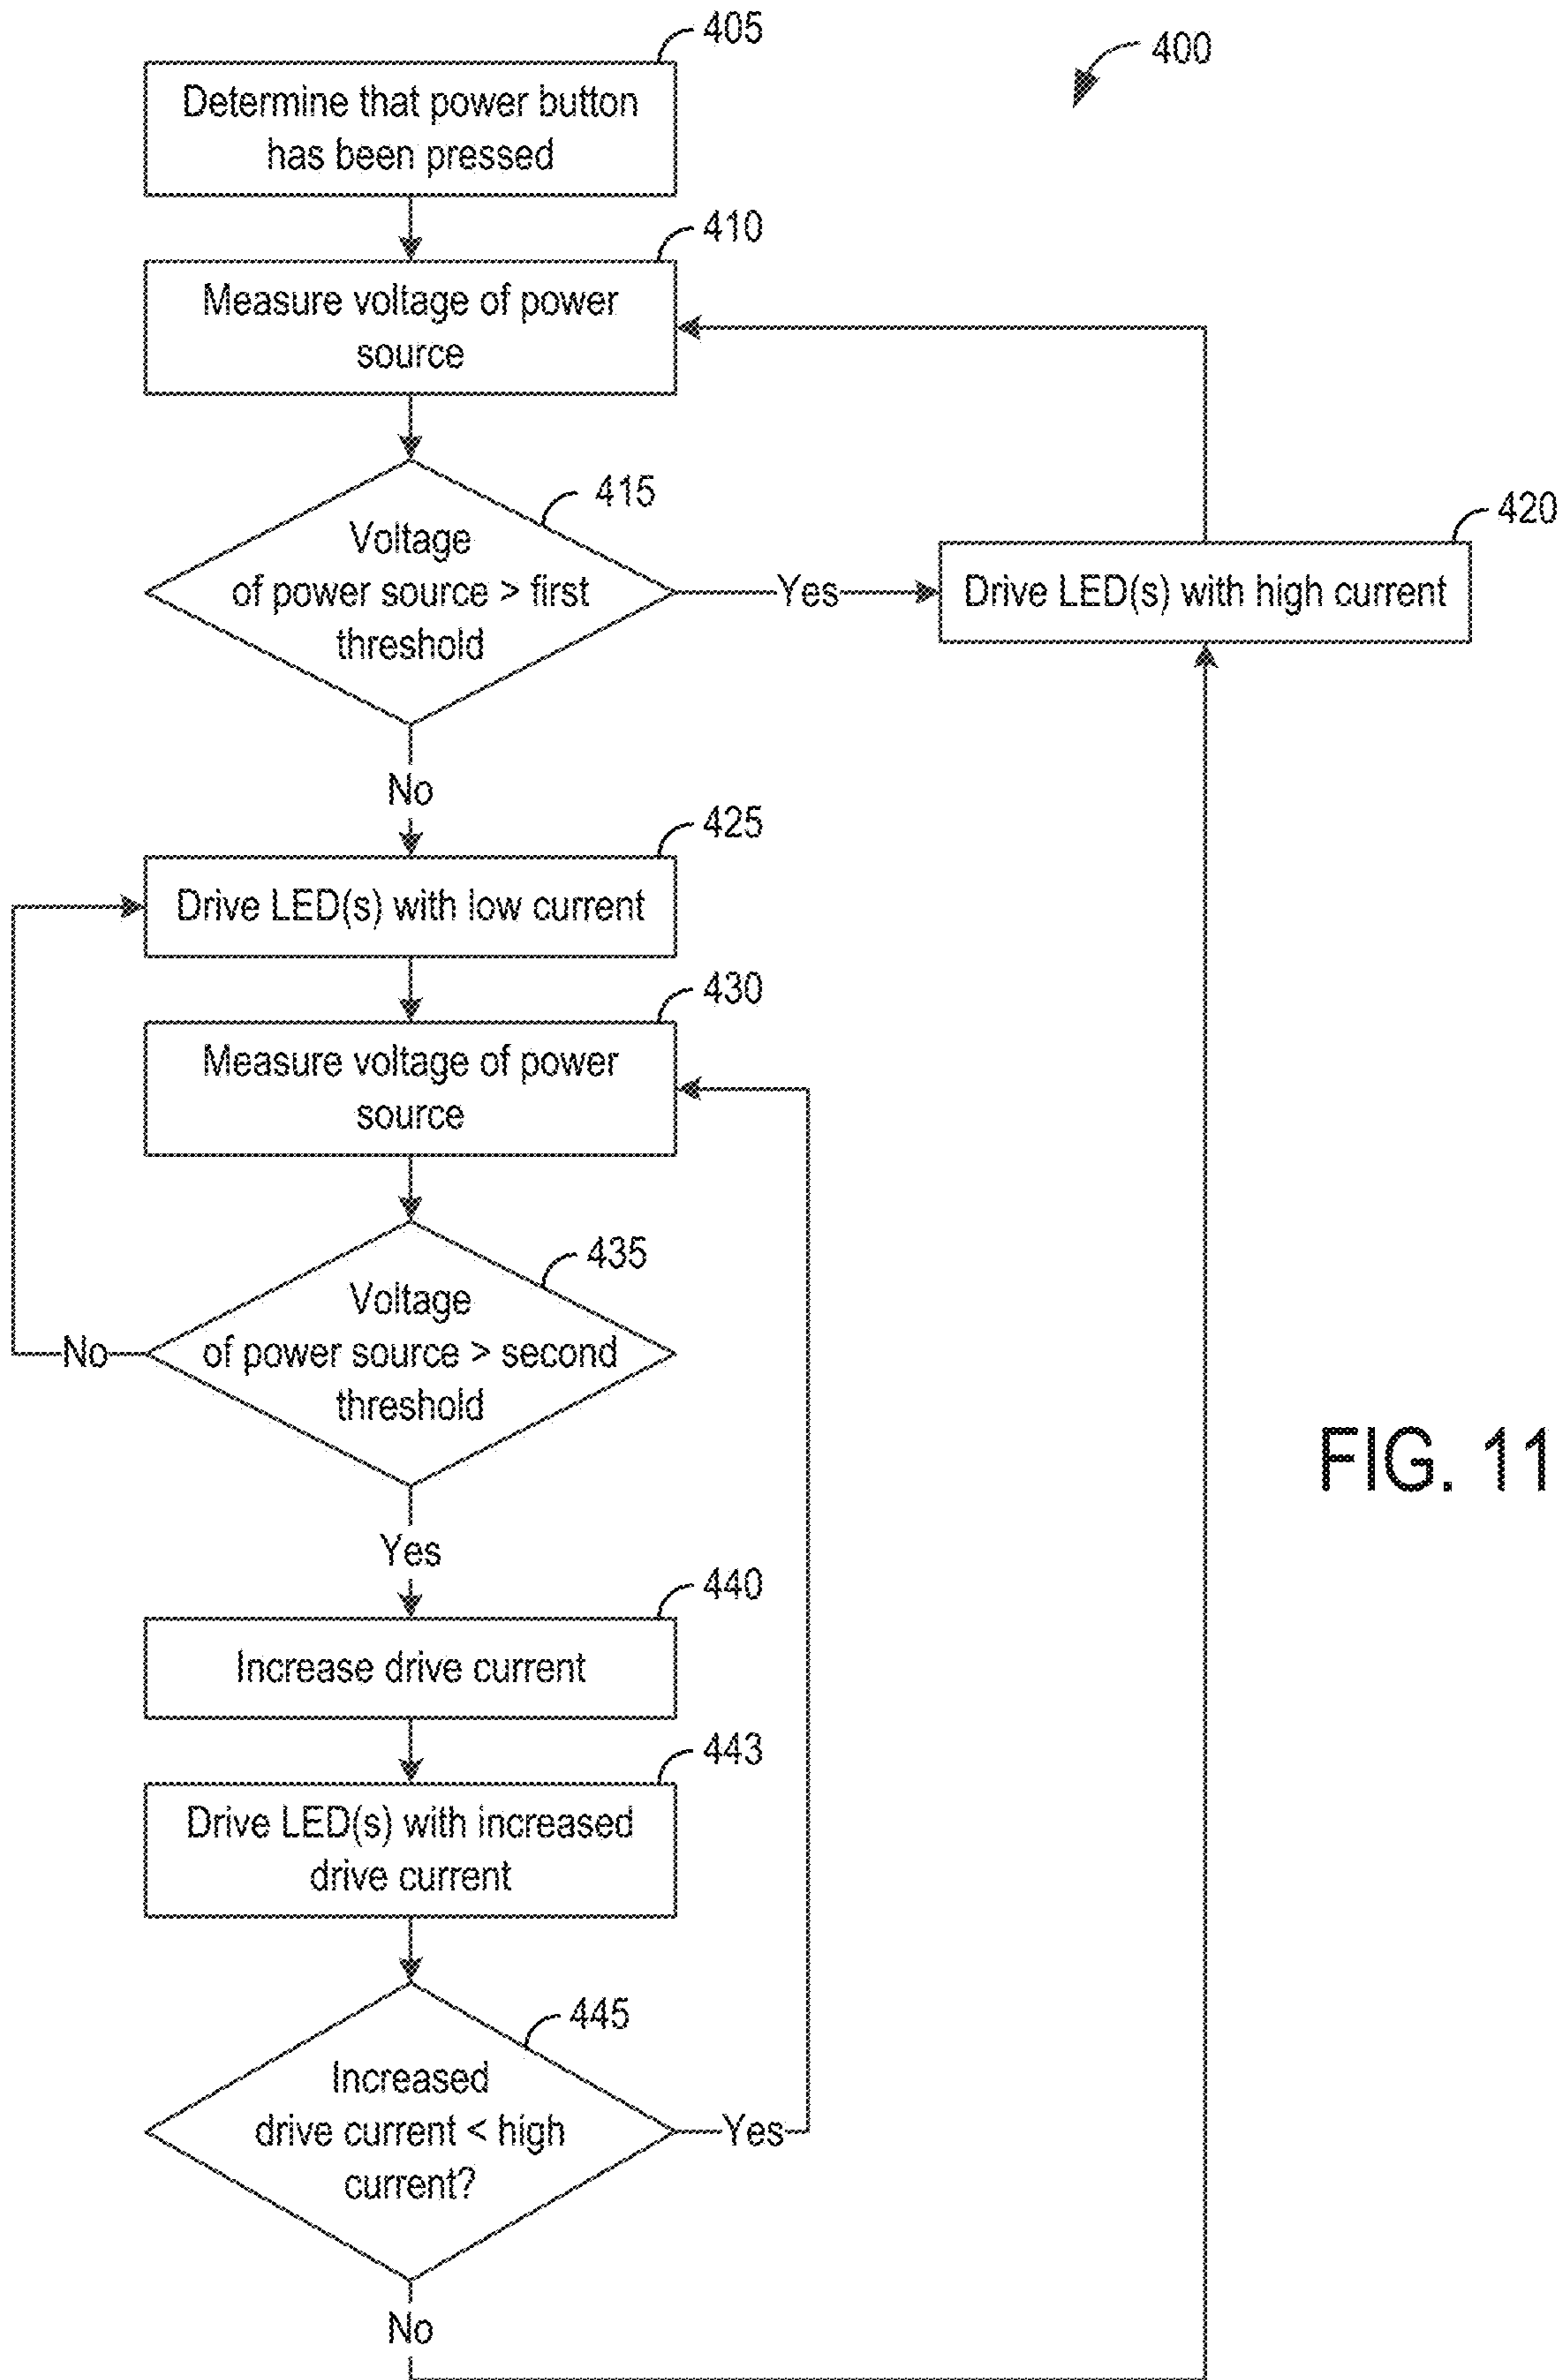 405
400
Determine that power button
has been pressed
410
Measure voltage of power
source
415
Voltage
of power source > first
threshold
Yes
420
Drive LED(s) with high current
No
425
Drive LED(s) with low current
430
Measure voltage of power
source
435
Voltage
of power source > second
threshold
No
FIG. 11
Yes
440
Increase drive current
443
Drive LED(s) with increased
drive current
445
Increased
drive current < high
current?
Yes
No